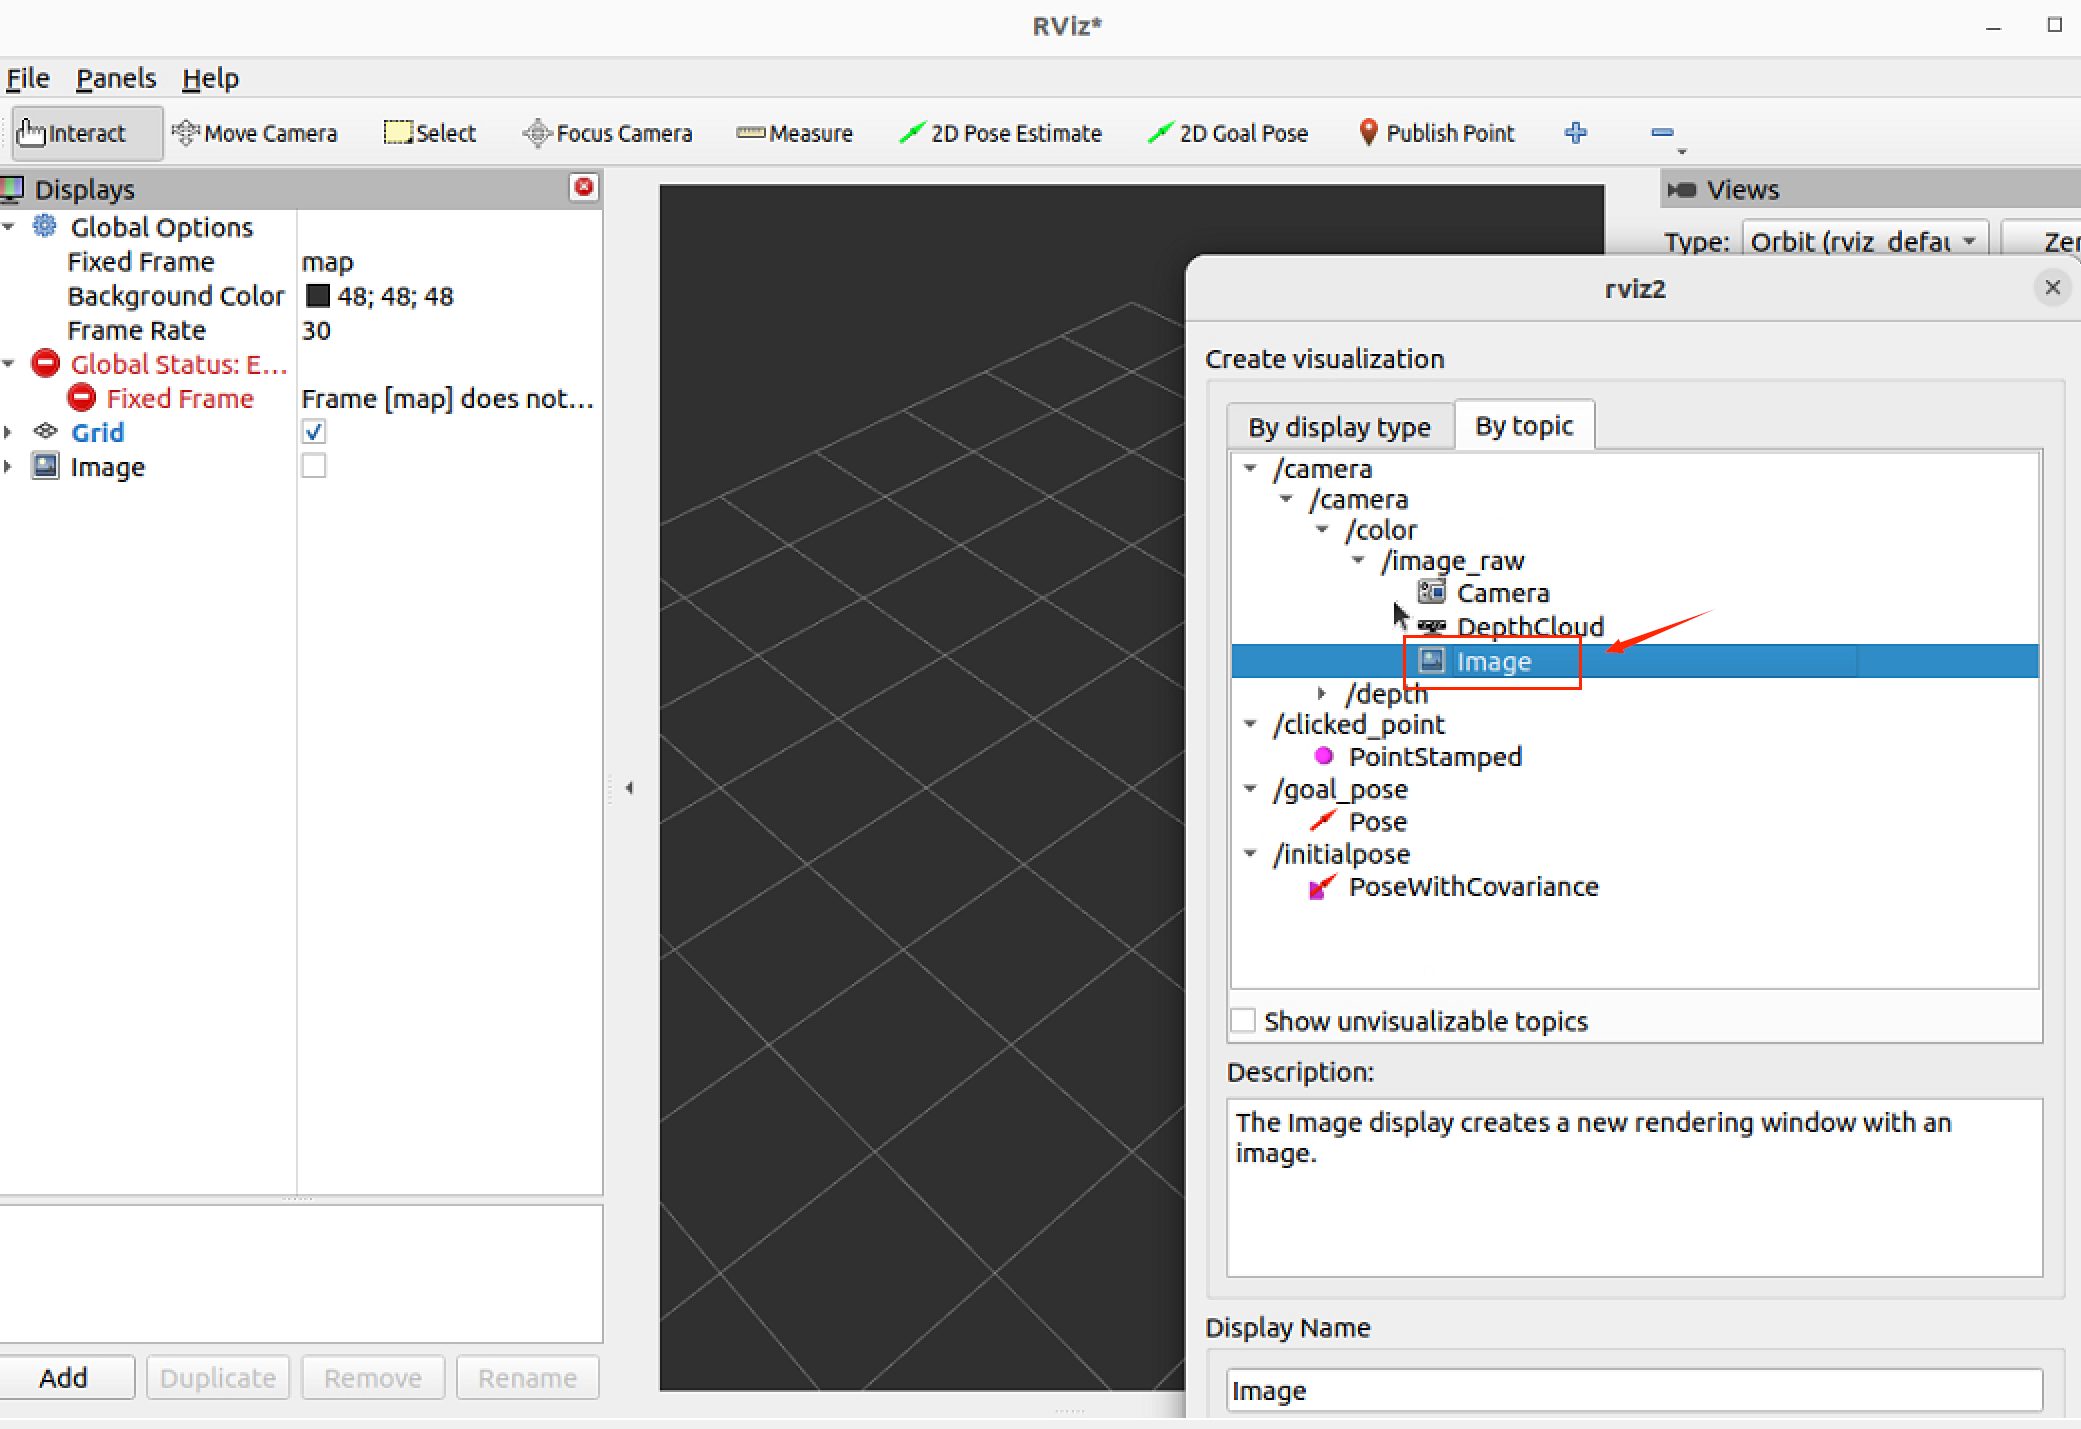 RViz*
File Panels Help
Interact Move Camera Select Focus Camera Measure 2D Pose Estimate 2D Goal Pose Publish Point
Displays
Global Options
Fixed Frame map
Background Color 48; 48; 48
Frame Rate 30
Global Status: E...
Fixed Frame Frame [map] does not...
Grid
Image
Add Duplicate Remove Rename
Views
Type: Orbit (rviz_defau Zer
rviz2
Create visualization
By display type By topic
/camera
/camera
/color
/image_raw
Camera
DepthCloud
Image
/depth
/clicked_point
PointStamped
/goal_pose
Pose
/initialpose
PoseWithCovariance
Show unvisualizable topics
Description:
The Image display creates a new rendering window with an
image.
Display Name
Image